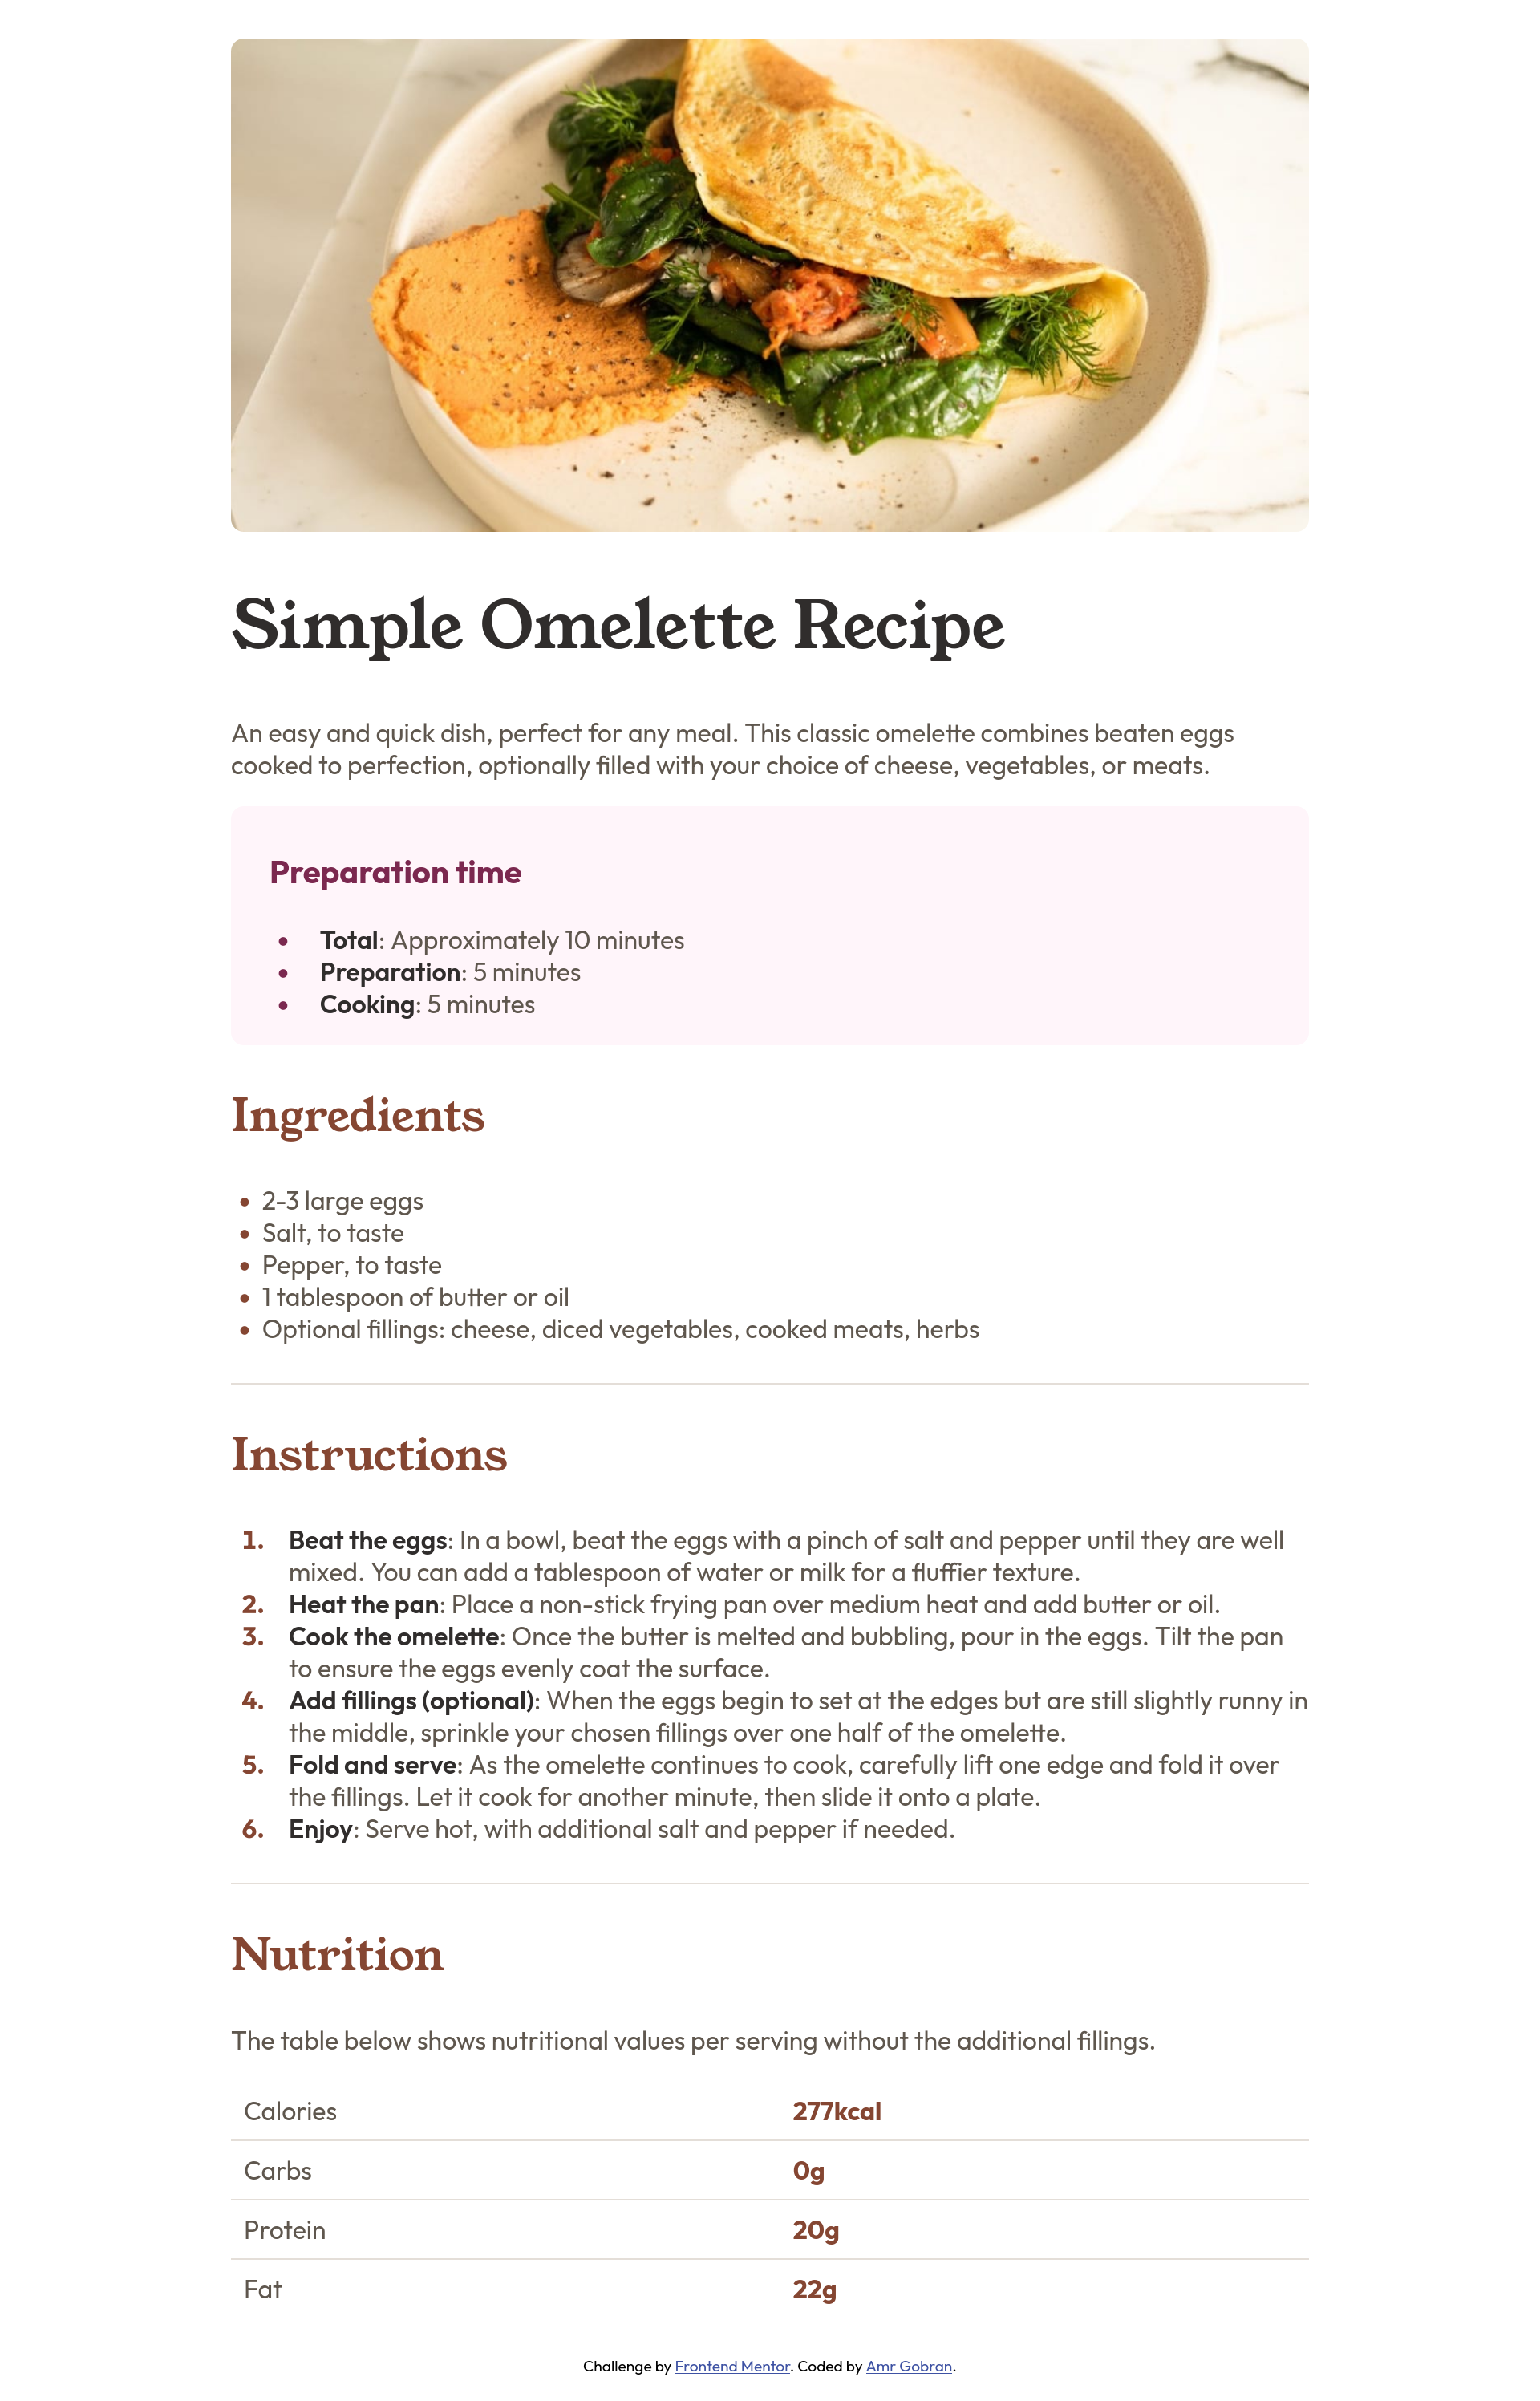 Simple Omelette Recipe
An easy and quick dish, perfect for any meal. This classic omelette combines beaten eggs
cooked to perfection, optionally filled with your choice of cheese, vegetables, or meats.
Preparation time
• Total: Approximately 10 minutes
• Preparation: 5 minutes
• Cooking: 5 minutes
Ingredients
• 2-3 large eggs
• Salt, to taste
• Pepper, to taste
• 1 tablespoon of butter or oil
• Optional fillings: cheese, diced vegetables, cooked meats, herbs
Instructions
1. Beat the eggs: In a bowl, beat the eggs with a pinch of salt and pepper until they are well
mixed. You can add a tablespoon of water or milk for a fluffier texture.
2. Heat the pan: Place a non-stick frying pan over medium heat and add butter or oil.
3. Cook the omelette: Once the butter is melted and bubbling, pour in the eggs. Tilt the pan
to ensure the eggs evenly coat the surface.
4. Add fillings (optional): When the eggs begin to set at the edges but are still slightly runny in
the middle, sprinkle your chosen fillings over one half of the omelette.
5. Fold and serve: As the omelette continues to cook, carefully lift one edge and fold it over
the fillings. Let it cook for another minute, then slide it onto a plate.
6. Enjoy: Serve hot, with additional salt and pepper if needed.
Nutrition
The table below shows nutritional values per serving without the additional fillings.
Calories 277kcal
Carbs 0g
Protein 20g
Fat 22g
Challenge by Frontend Mentor. Coded by Amr Gobran.